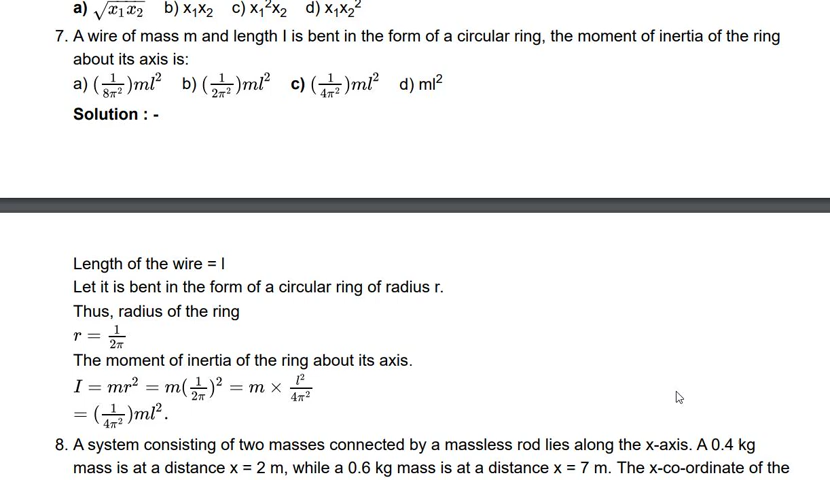 a) √x₁x₂ b) x₁x₂ c) x₁²x₂ d) x₁x₂²
7. A wire of mass m and length l is bent in the form of a circular ring, the moment of inertia of the ring
about its axis is:
a) (1/8π²)ml² b) (1/2π²)ml² c) (1/4π²)ml² d) ml²
Solution : -
Length of the wire = l
Let it is bent in the form of a circular ring of radius r.
Thus, radius of the ring
r = 1/2π
The moment of inertia of the ring about its axis.
I = mr² = m(1/2π)² = m × l²/4π²
= (1/4π²)ml².
8. A system consisting of two masses connected by a massless rod lies along the x-axis. A 0.4 kg
mass is at a distance x = 2 m, while a 0.6 kg mass is at a distance x = 7 m. The x-co-ordinate of the